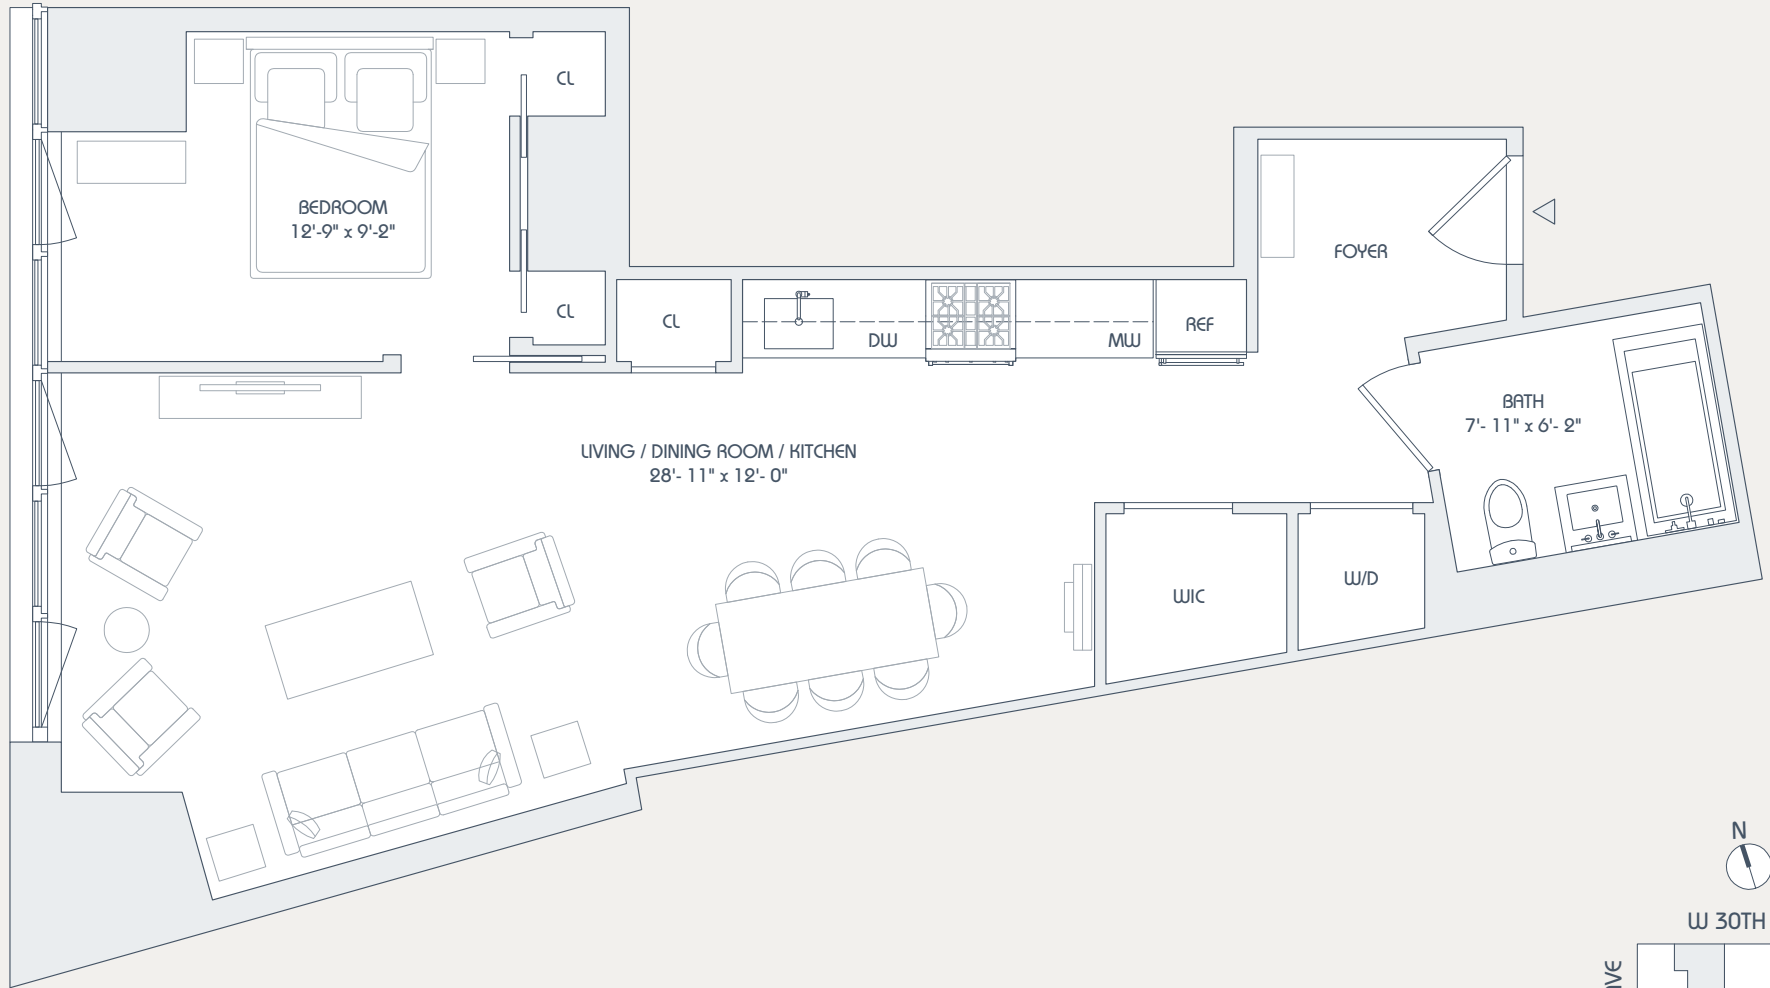 CL
BEDROOM
12'-9" x 9'-2"
FOYER
CL
CL
DW
MW
REF
BATH
7'- 11" x 6'- 2"
LIVING / DINING ROOM / KITCHEN
28'- 11" x 12'- 0"
WIC
W/D
N
W 30TH